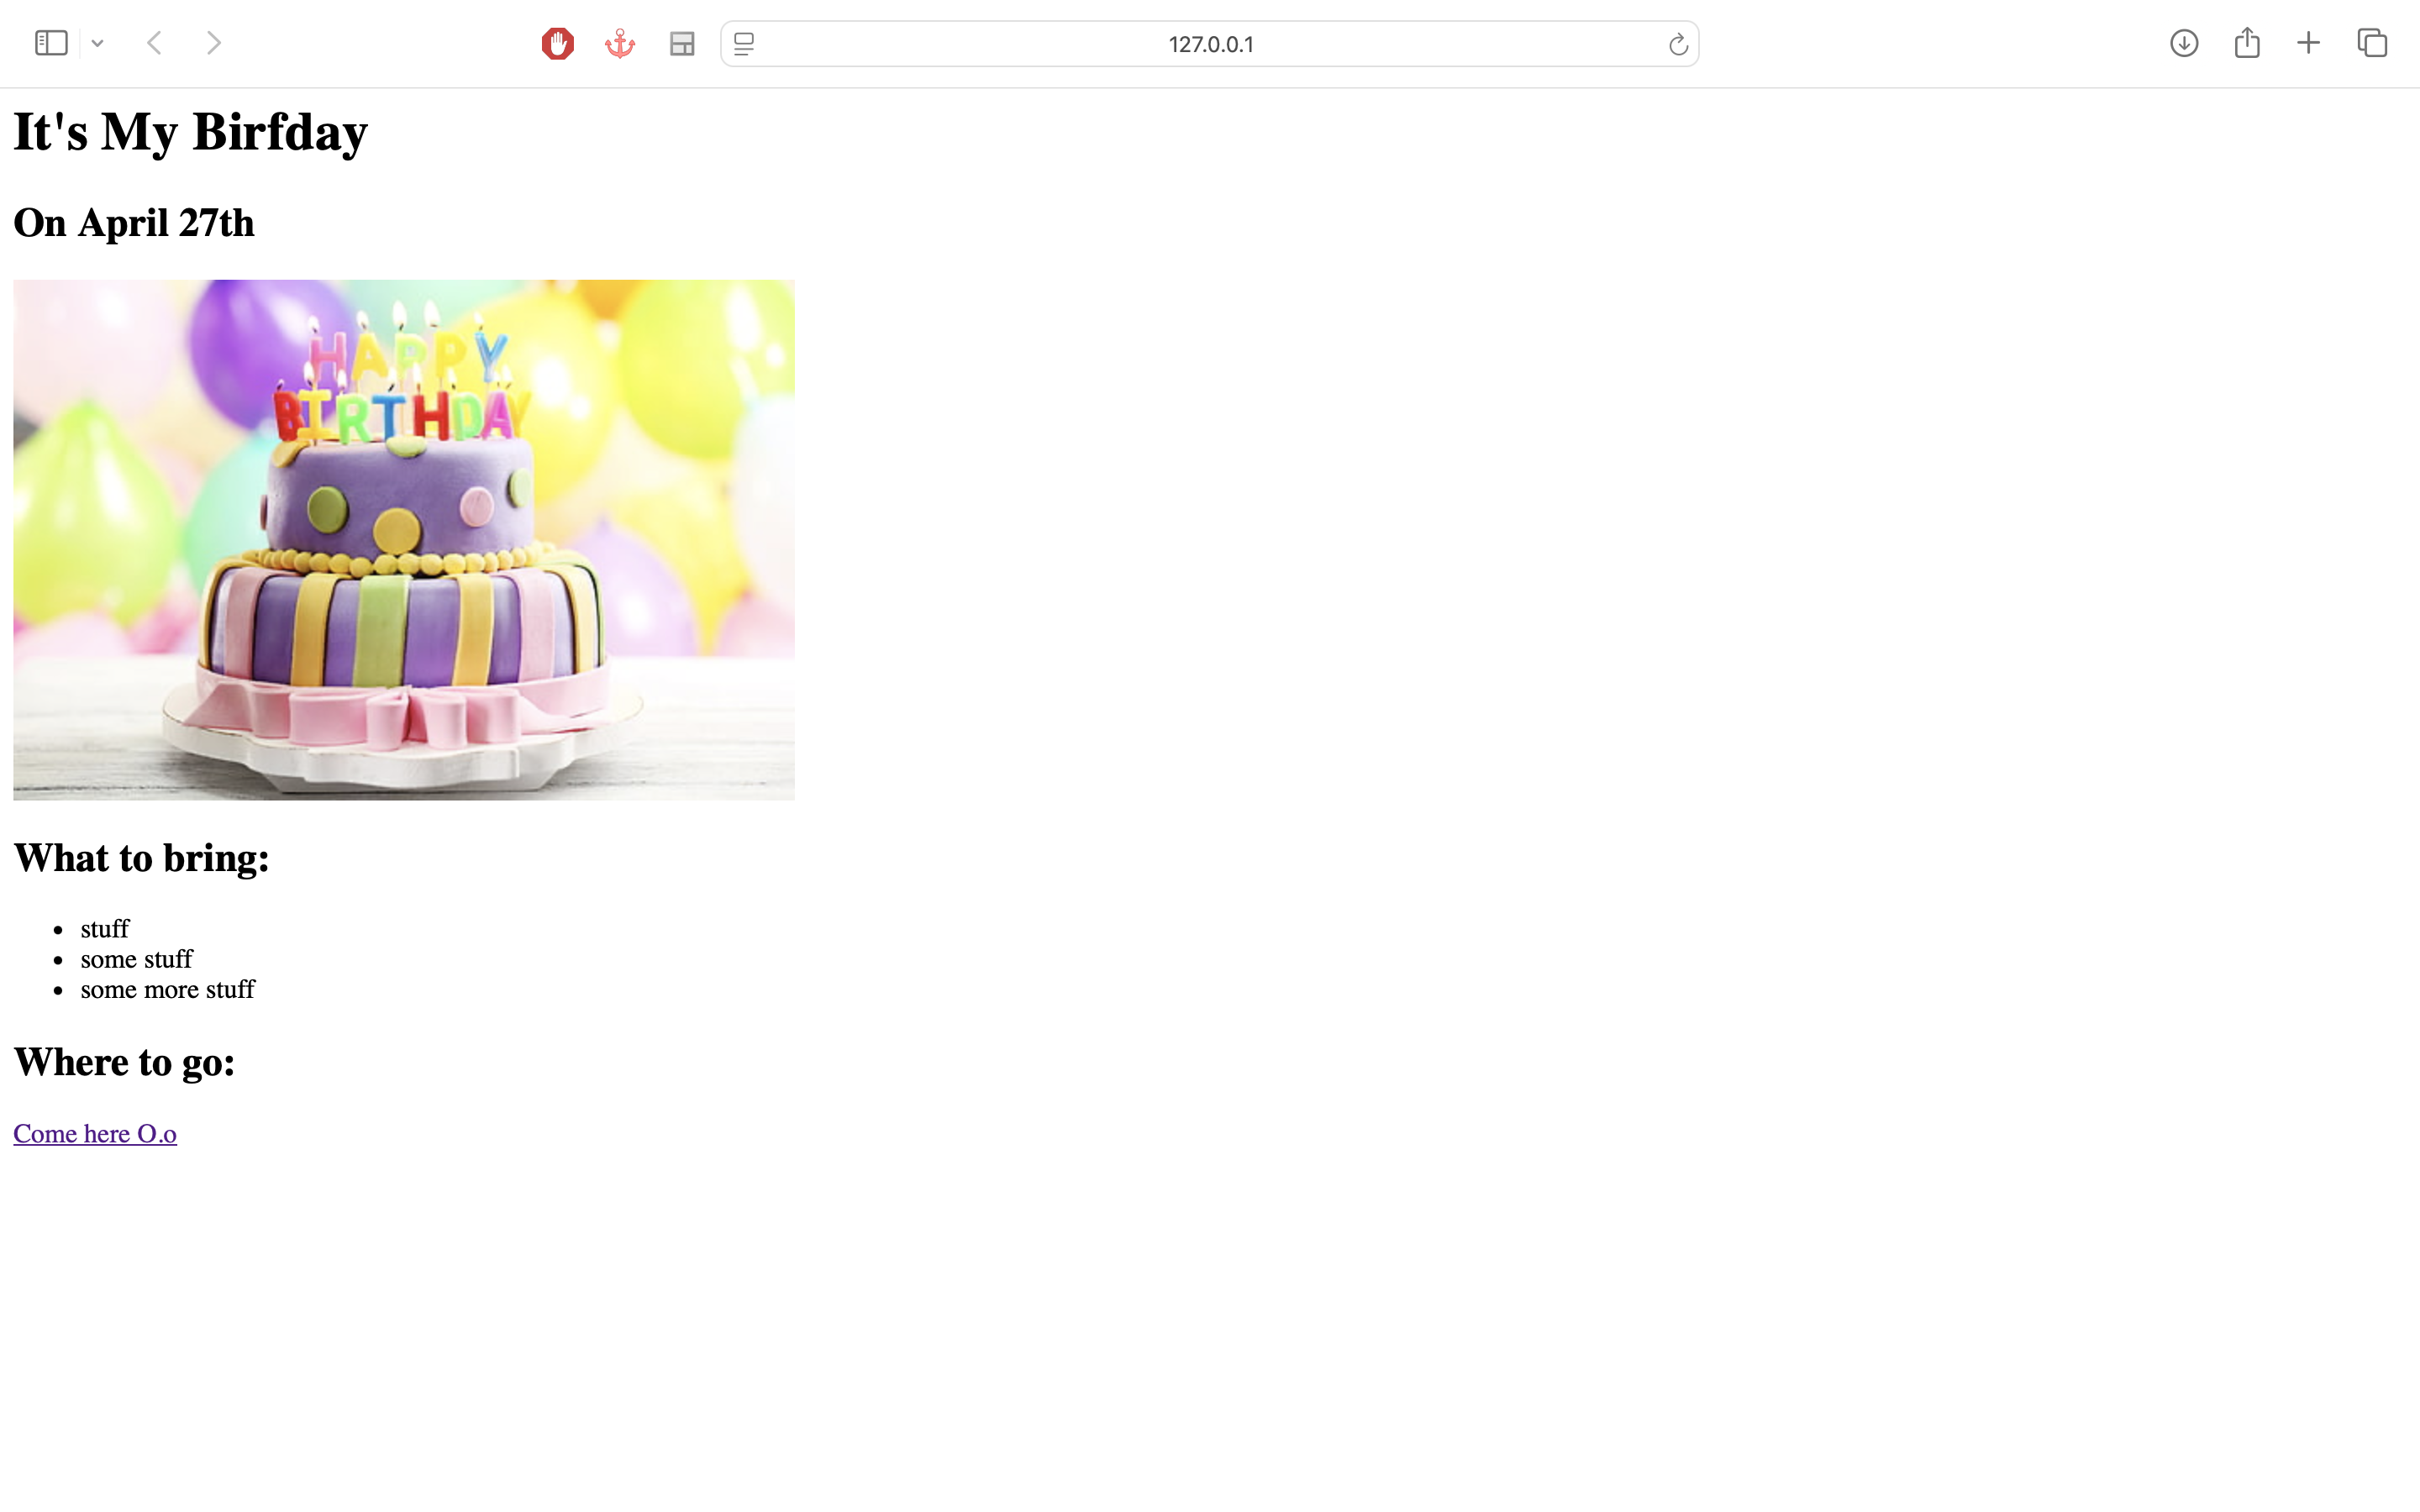 127.0.0.1
It's My Birfday
On April 27th
HAPPY
BIRTHDAY
What to bring:
• stuff
• some stuff
• some more stuff
Where to go:
Come here O.o